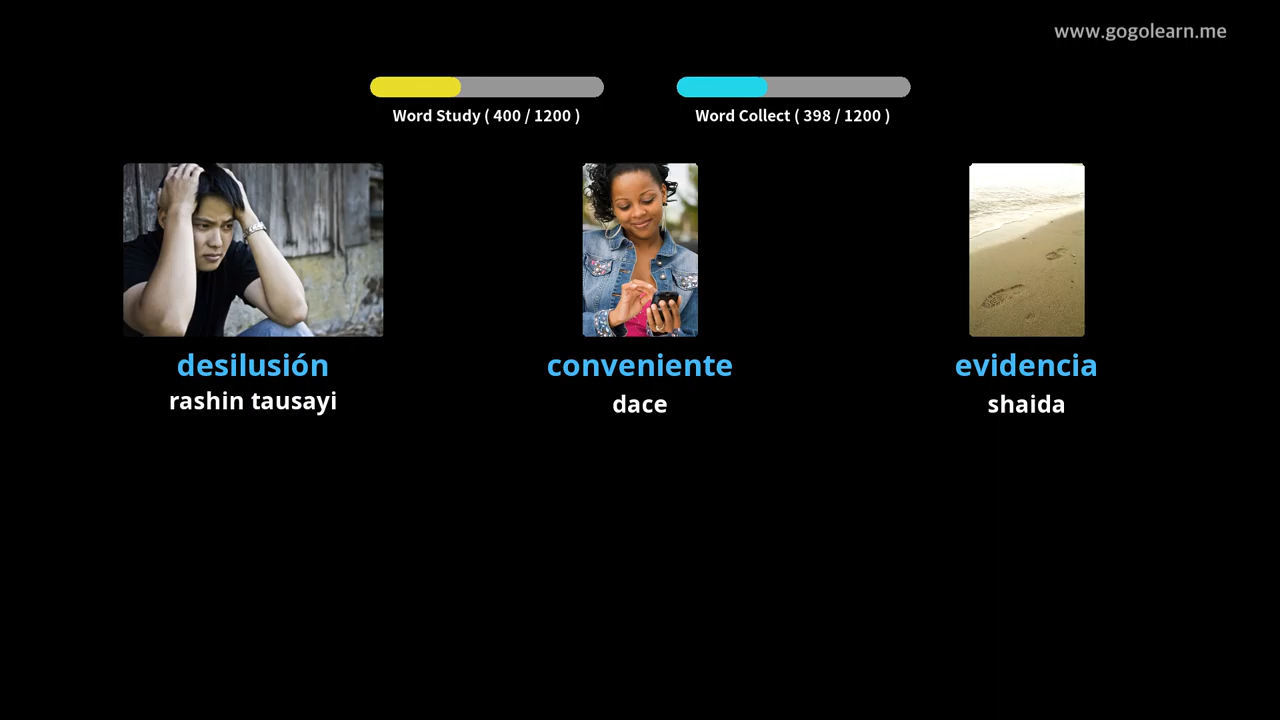 www.gogolearn.me
Word Study ( 400 / 1200 )
Word Collect ( 398 / 1200 )
desilusión
rashin tausayi
conveniente
dace
evidencia
shaida